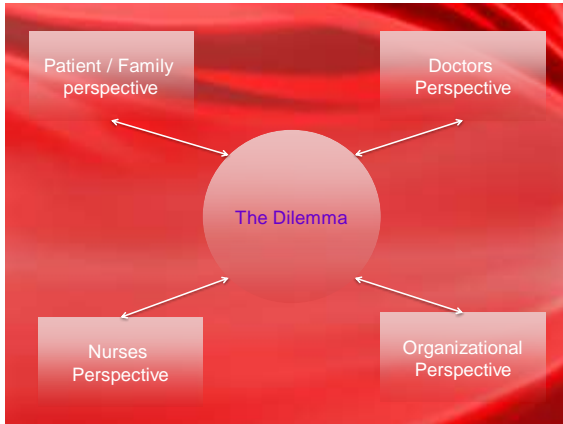 Patient / Family
perspective
Doctors
Perspective
The Dilemma
Nurses
Perspective
Organizational
Perspective